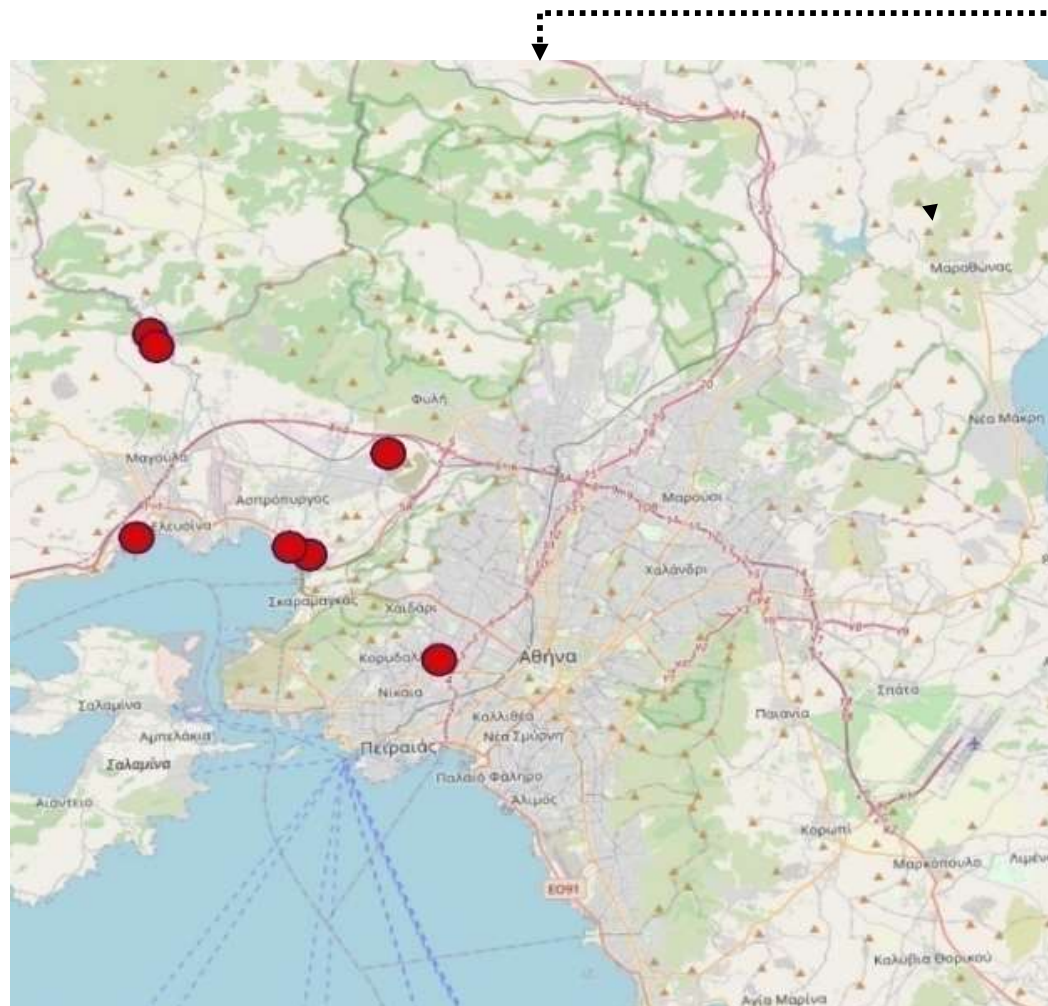 Μαραθώνας
Φυλή
Νέα Μάκρη
Μαγούλα
Ασπρόπυργος
Μαρούσι
Ελευσίνα
Χαλάνδρι
Σκαραμαγκάς
Χαϊδάρι
Αθήνα
Νίκαια
Σπάτα
Σαλαμίνα
Παιανία
Καλλιθέα
Αμπελάκια
Νέα Σμύρνη
Πειραιάς
Σαλαμίνα
Παλαιό Φάληρο
Αιάντειο
Άλιμος
Κορωπί
Μαρκόπουλο
ΕΟ91
Καλύβια Θορικού
Αγία Μαρίνα